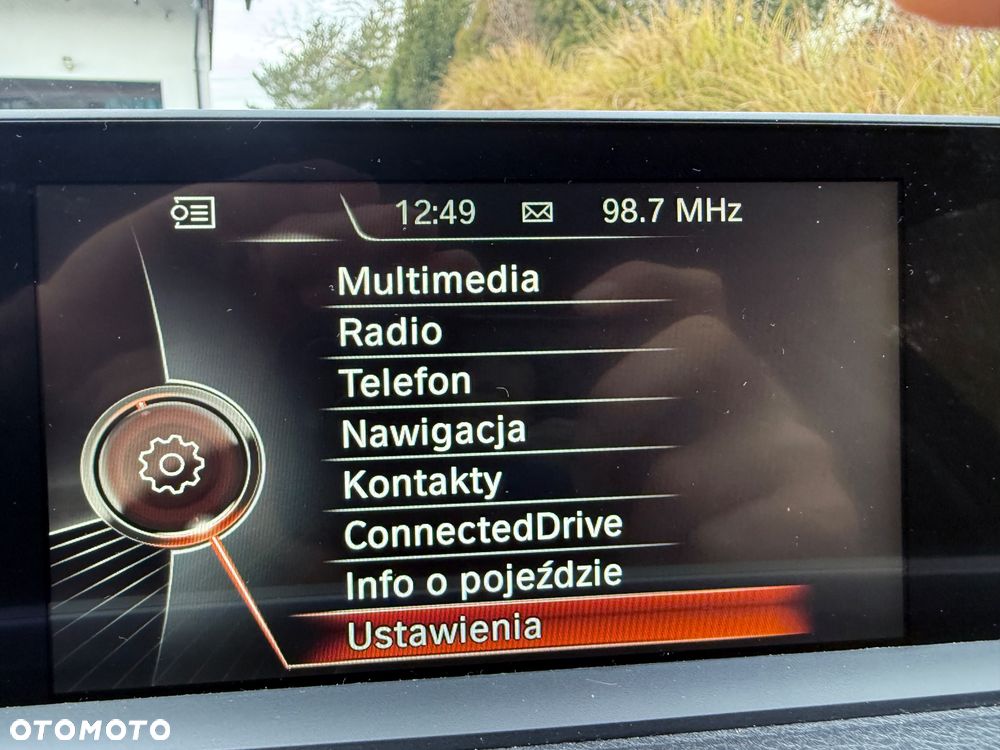 12:49 98.7 MHz
Multimedia
Radio
Telefon
Nawigacja
Kontakty
ConnectedDrive
Info o pojeździe
Ustawienia
OTOMOTO